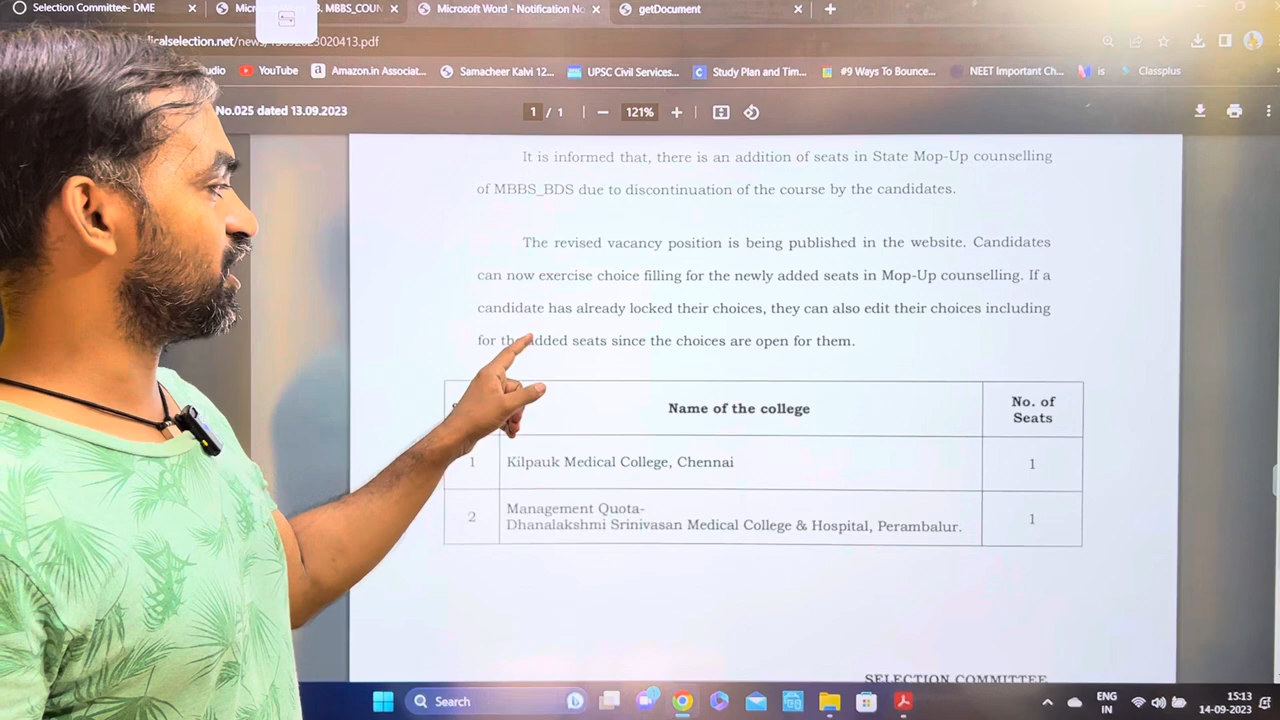 Selection Committee- DME
MBBS_COUN
Microsoft Word - Notification No
getDocument
icalselection.net/news/
020413.pdf
YouTube
Amazon.in Associat...
Samacheer Kalvi 12...
UPSC Civil Services...
Study Plan and Tim...
#9 Ways To Bounce...
NEET Important Ch...
is
Classplus
No.025 dated 13.09.2023
1 / 1
121%
It is informed that, there is an addition of seats in State Mop-Up counselling
of MBBS_BDS due to discontinuation of the course by the candidates.
The revised vacancy position is being published in the website. Candidates
can now exercise choice filling for the newly added seats in Mop-Up counselling. If a
candidate has already locked their choices, they can also edit their choices including
for the added seats since the choices are open for them.
Name of the college
No. of
Seats
1
Kilpauk Medical College, Chennai
1
2
Management Quota-
Dhanalakshmi Srinivasan Medical College & Hospital, Perambalur.
1
SELECTION COMMITTEE
Search
ENG
IN
15:13
14-09-2023